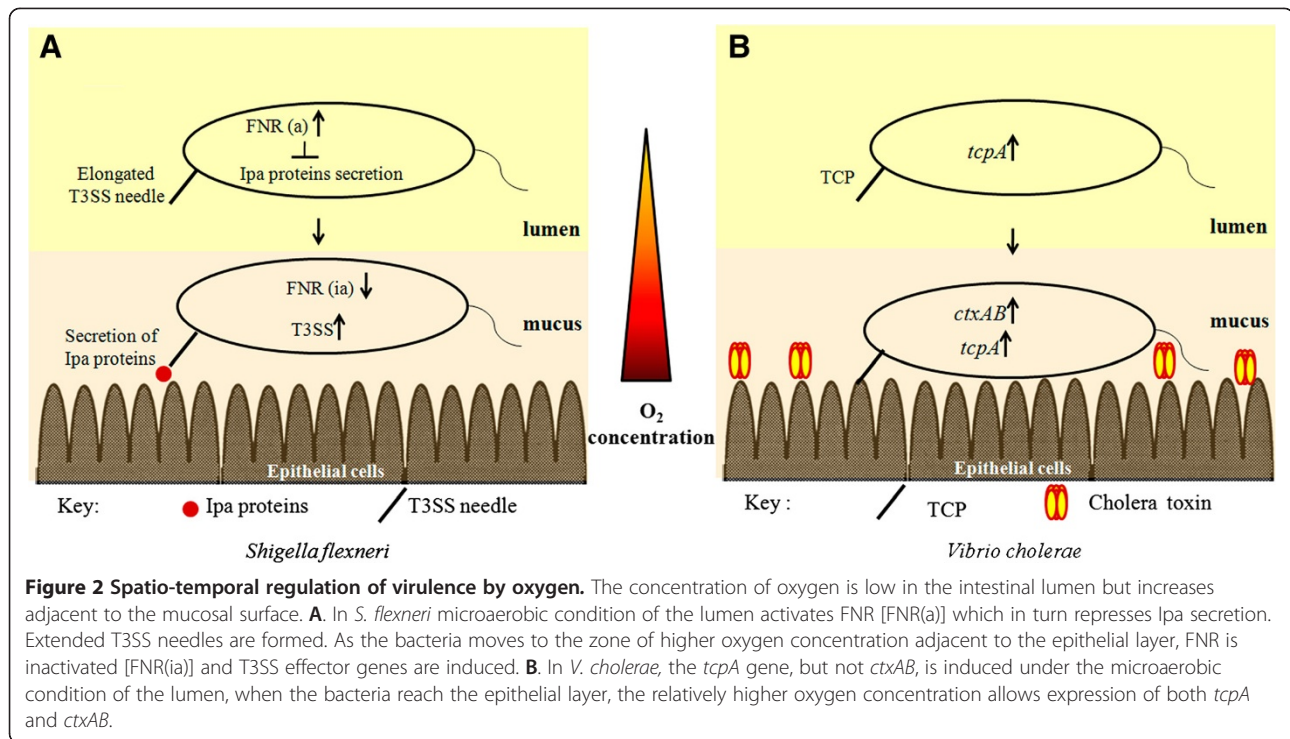 A
FNR (a)
Ipa proteins secretion
Elongated
T3SS needle
lumen
FNR (ia)
T3SS
mucus
Secretion of
Ipa proteins
Epithelial cells
Key:
Ipa proteins
T3SS needle
Shigella flexneri
O2
concentration
B
tcpA
TCP
lumen
ctxAB
tcpA
mucus
Epithelial cells
Key :
TCP
Cholera toxin
Vibrio cholerae
Figure 2 Spatio-temporal regulation of virulence by oxygen. The concentration of oxygen is low in the intestinal lumen but increases
adjacent to the mucosal surface. A. In S. flexneri microaerobic condition of the lumen activates FNR [FNR(a)] which in turn represses Ipa secretion.
Extended T3SS needles are formed. As the bacteria moves to the zone of higher oxygen concentration adjacent to the epithelial layer, FNR is
inactivated [FNR(ia)] and T3SS effector genes are induced. B. In V. cholerae, the tcpA gene, but not ctxAB, is induced under the microaerobic
condition of the lumen, when the bacteria reach the epithelial layer, the relatively higher oxygen concentration allows expression of both tcpA
and ctxAB.